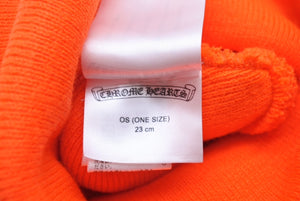 CHROME HEARTS
OS (ONE SIZE)
23 cm